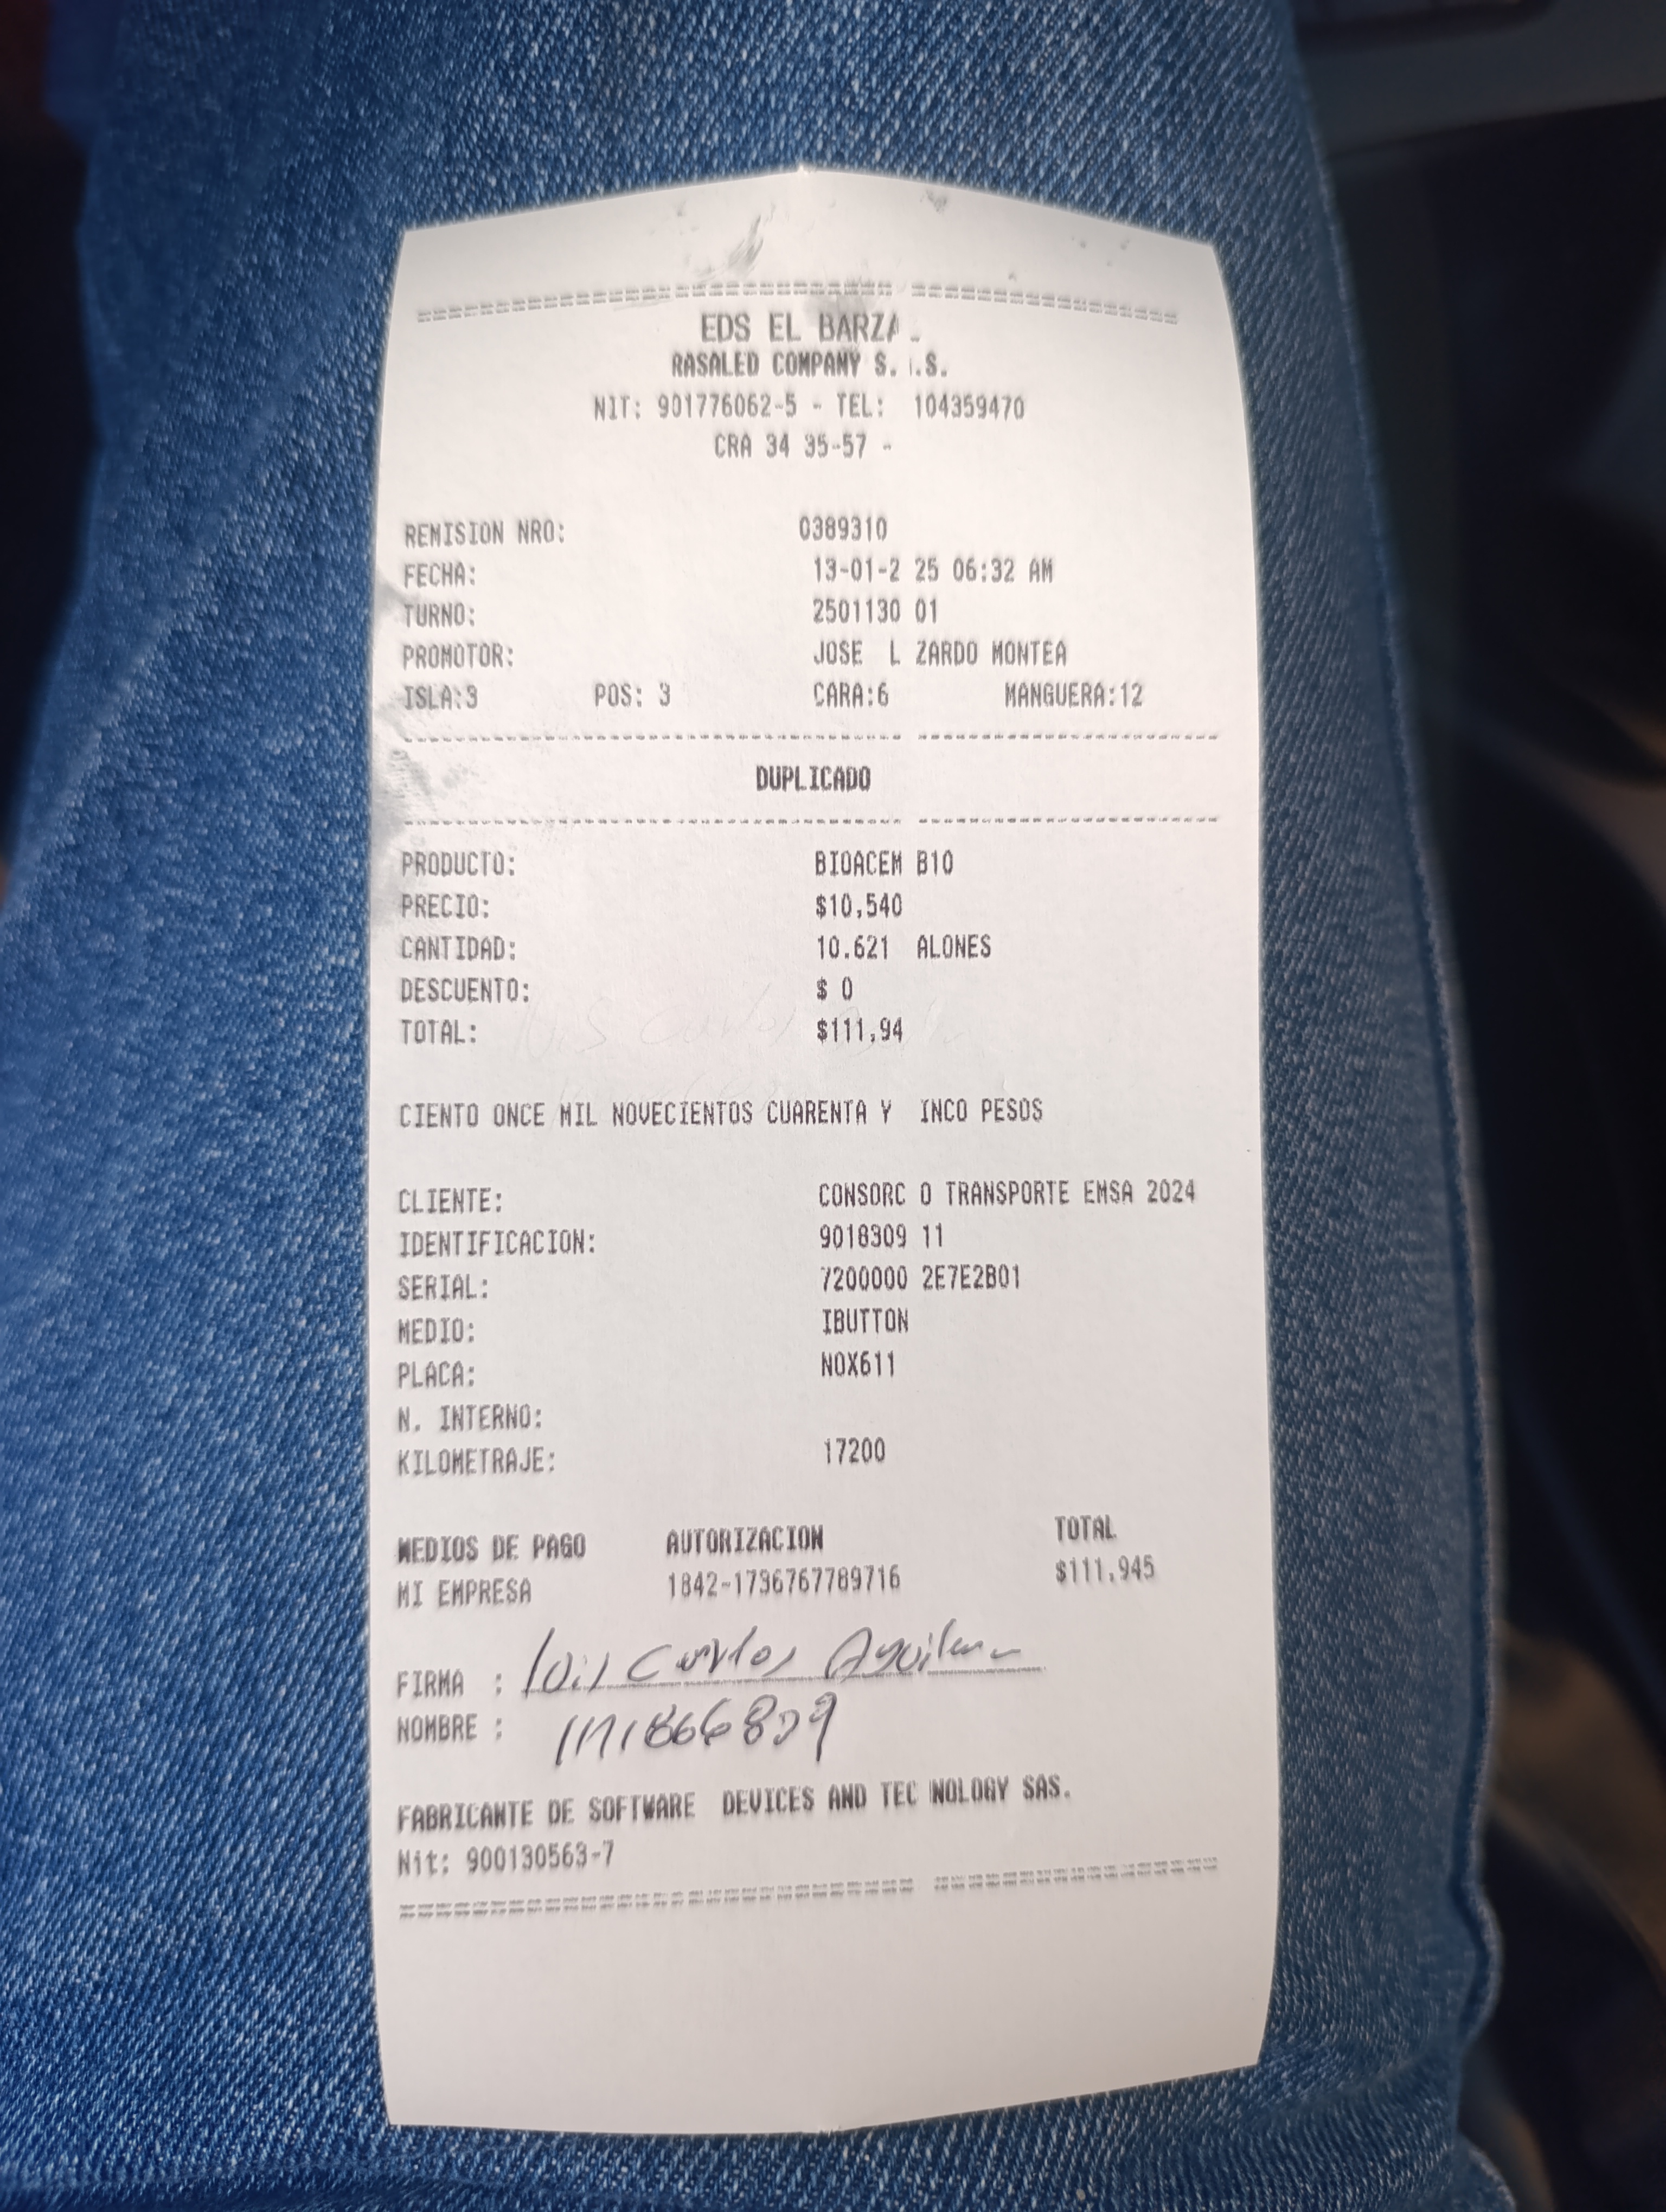 EDS EL BARZA
RASALED COMPANY S. .S.
NIT: 901776062-5 - TEL: 104359470
CRA 34 35-57 -
REMISION NRO: 0389310
FECHA: 13-01-2 25 06:32 AM
TURNO: 2501130 01
PROMOTOR: JOSE L ZARDO MONTEA
ISLA:3 POS: 3 CARA:6 MANGUERA:12
DUPLICADO
PRODUCTO: BIOACEM B10
PRECIO: $10,540
CANTIDAD: 10.621 ALONES
DESCUENTO: $ 0
TOTAL: $111,94
CIENTO ONCE MIL NOVECIENTOS CUARENTA Y INCO PESOS
CLIENTE: CONSORC O TRANSPORTE EMSA 2024
IDENTIFICACION: 9018309 11
SERIAL: 7200000 2E7E2B01
MEDIO: IBUTTON
PLACA: NOX611
N. INTERNO:
KILOMETRAJE: 17200
MEDIOS DE PAGO AUTORIZACION TOTAL
MI EMPRESA 1842-1736767789716 $111,945
FIRMA : Carlos
NOMBRE :
FABRICANTE DE SOFTWARE DEVICES AND TEC NOLOGY SAS.
Nit: 900130563-7